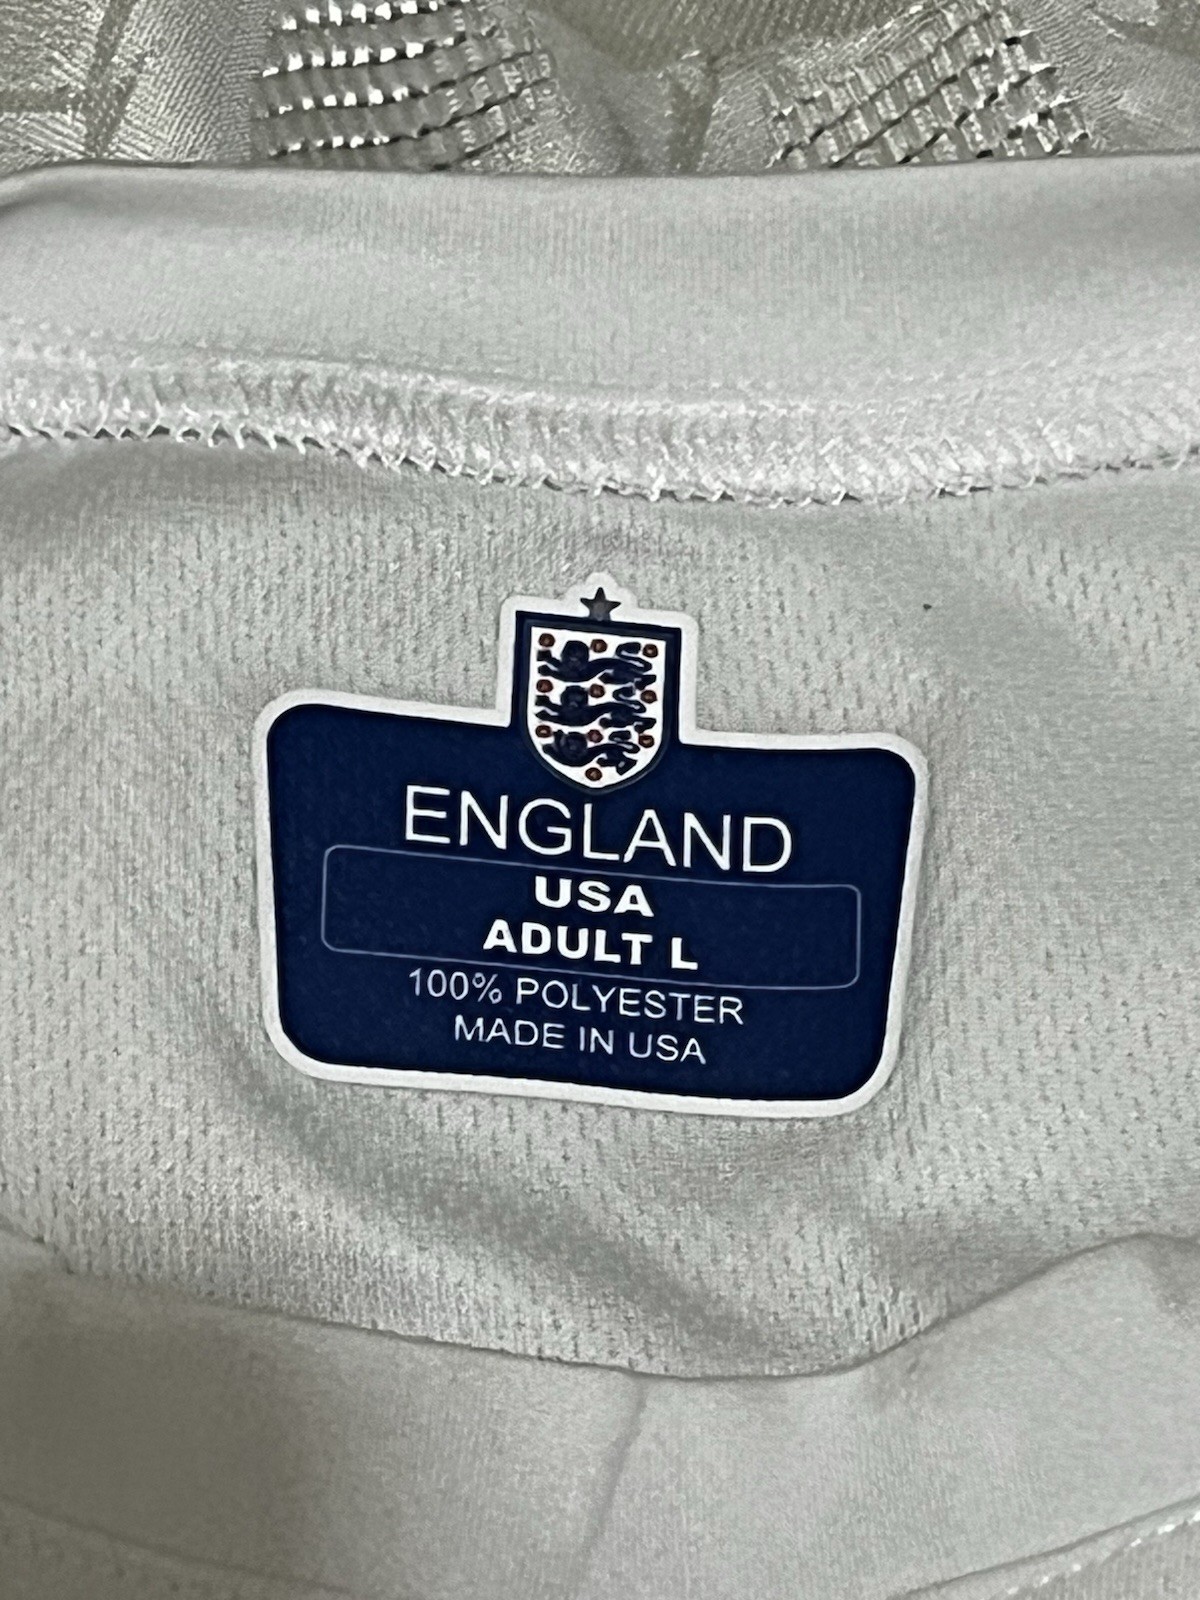 ENGLAND
USA
ADULT L
100% POLYESTER
MADE IN USA